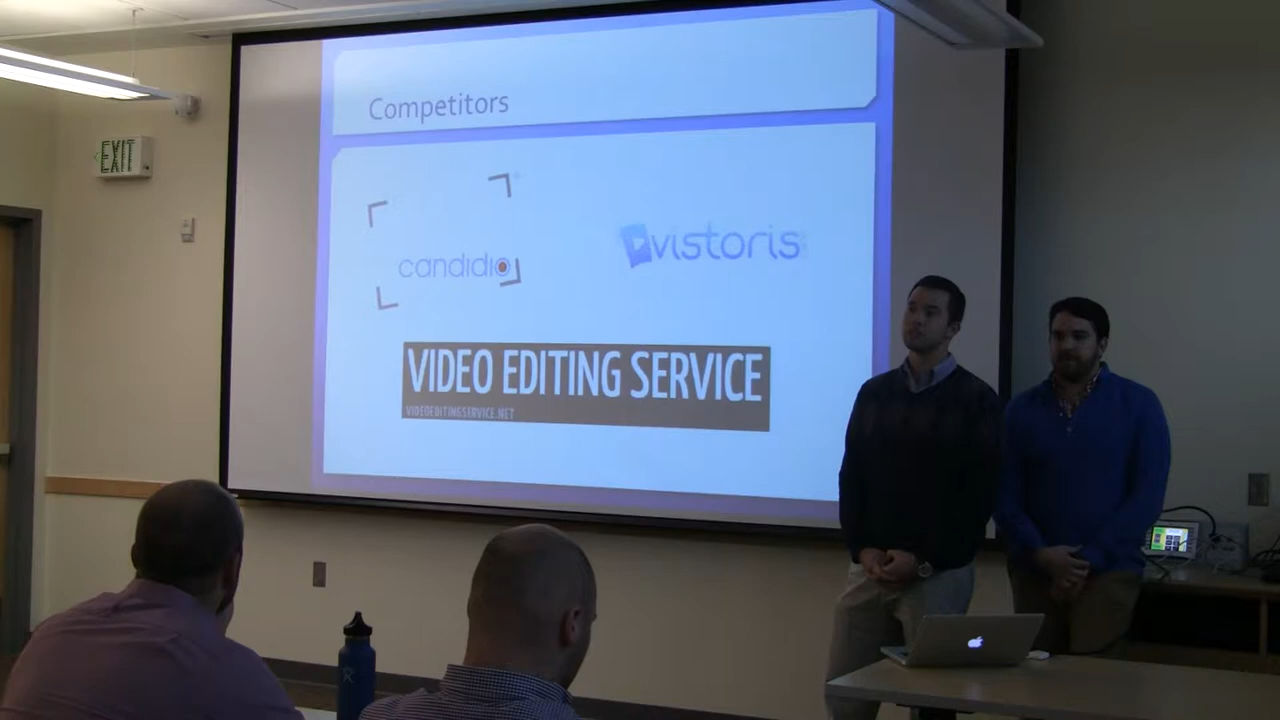 EXIT
Competitors
candidio
vistoris
VIDEO EDITING SERVICE
VIDEOEDITINGSERVICE.NET